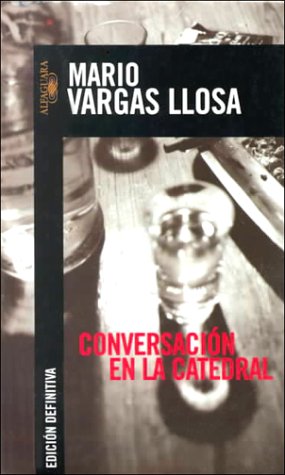 ALFAGUARA
MARIO
VARGAS LLOSA
CONVERSACIÓN
EN LA CATEDRAL
EDICIÓN DEFINITIVA